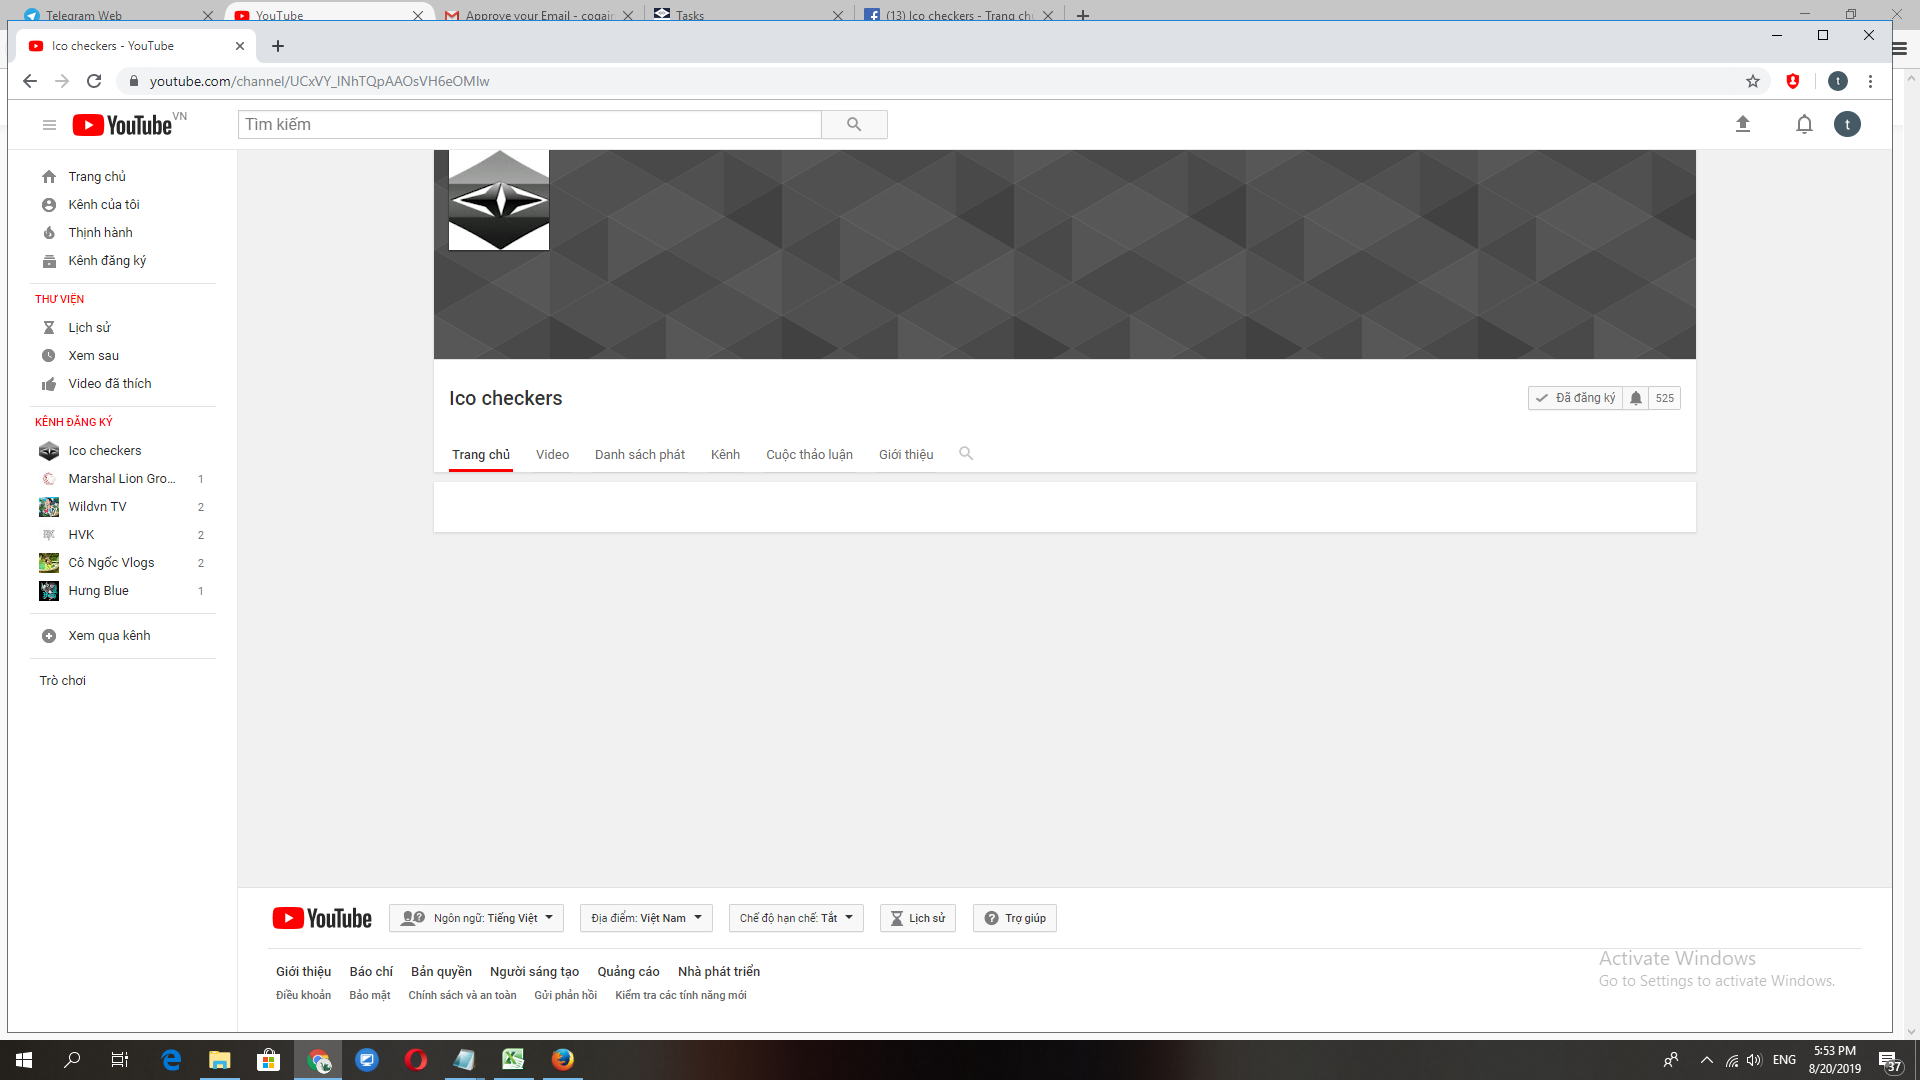 Telegram Web
YouTube
Approve your Email - cogair
Tasks
(13) Ico checkers - Trang ch
Ico checkers - YouTube
youtube.com/channel/UCxVY_INhTQpAAOsVH6eOMIw
t
YouTube VN
Tìm kiếm
t
Trang chủ
Kênh của tôi
Thịnh hành
Kênh đăng ký
THƯ VIỆN
Lịch sử
Xem sau
Video đã thích
KÊNH ĐĂNG KÝ
Ico checkers
Marshal Lion Gro... 1
Wildvn TV 2
HVK 2
Cô Ngốc Vlogs 2
Hưng Blue 1
Xem qua kênh
Trò chơi
Ico checkers
Đã đăng ký 525
Trang chủ Video Danh sách phát Kênh Cuộc thảo luận Giới thiệu
YouTube Ngôn ngữ: Tiếng Việt Địa điểm: Việt Nam Chế độ hạn chế: Tắt Lịch sử Trợ giúp
Giới thiệu Báo chí Bản quyền Người sáng tạo Quảng cáo Nhà phát triển
Điều khoản Bảo mật Chính sách và an toàn Gửi phản hồi Kiểm tra các tính năng mới
Activate Windows
Go to Settings to activate Windows.
ENG
5:53 PM
8/20/2019
37